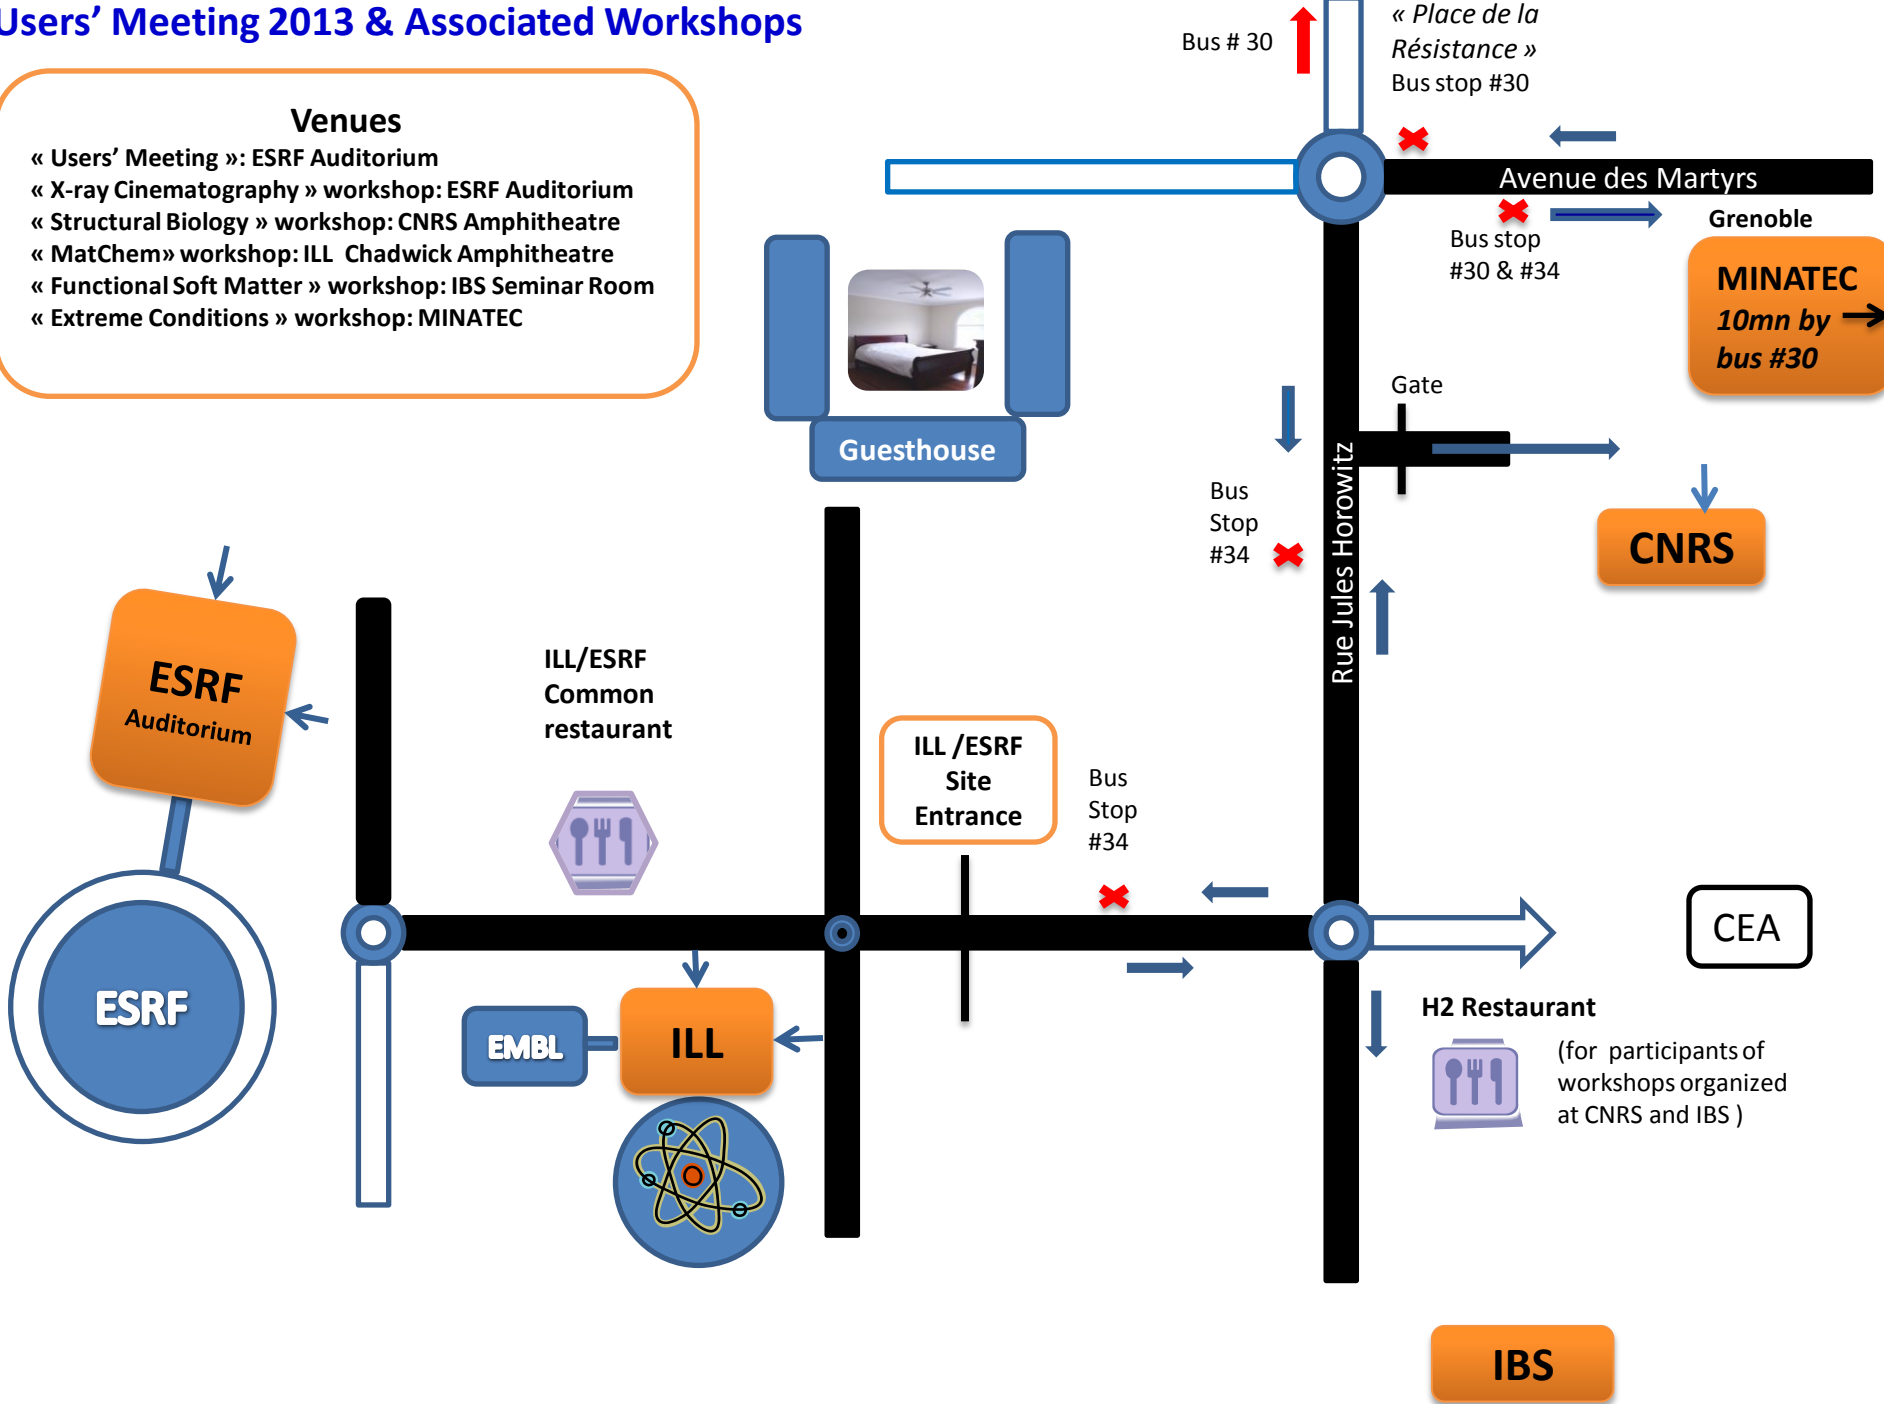 Users’ Meeting 2013 & Associated Workshops
Venues
« Users’ Meeting »: ESRF Auditorium
« X-ray Cinematography » workshop: ESRF Auditorium
« Structural Biology » workshop: CNRS Amphitheatre
« MatChem» workshop: ILL Chadwick Amphitheatre
« Functional Soft Matter » workshop: IBS Seminar Room
« Extreme Conditions » workshop: MINATEC
Bus # 30
« Place de la
Résistance »
Bus stop #30
Avenue des Martyrs
Bus stop
#30 & #34
Grenoble
MINATEC
10mn by
bus #30
Guesthouse
Gate
Bus
Stop
#34
Rue Jules Horowitz
CNRS
ESRF
Auditorium
ILL/ESRF
Common
restaurant
ILL /ESRF
Site
Entrance
Bus
Stop
#34
CEA
ESRF
EMBL
ILL
H2 Restaurant
(for participants of
workshops organized
at CNRS and IBS )
IBS